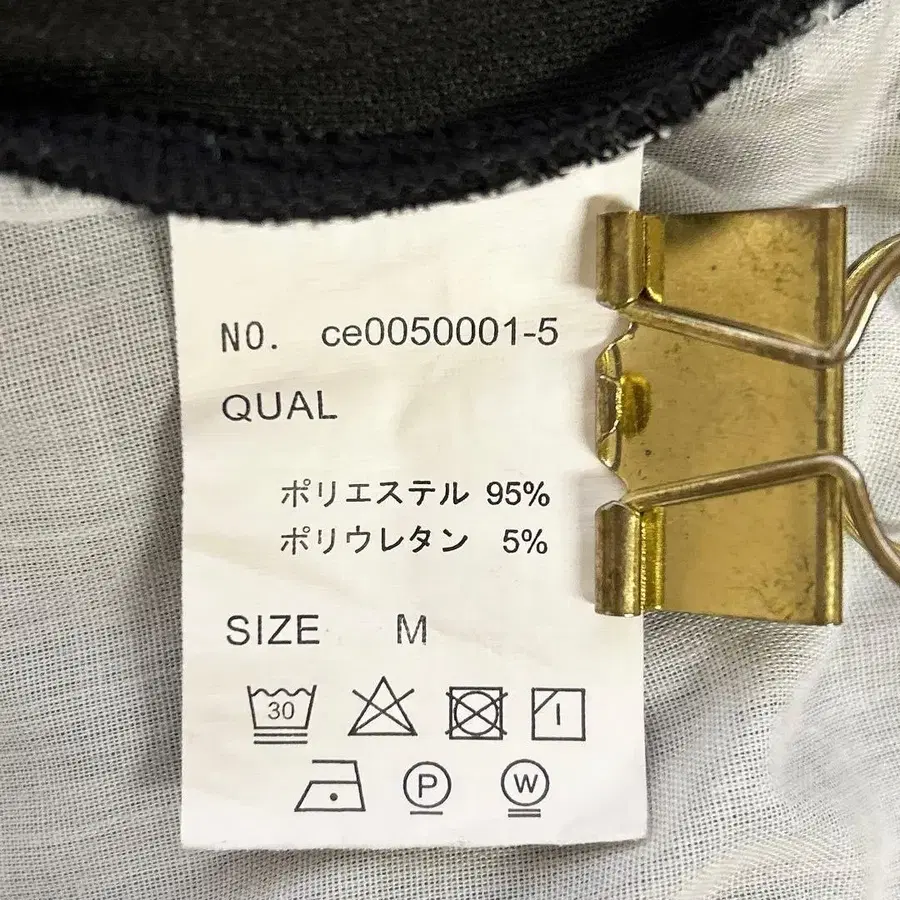 NO. ce0050001-5
QUAL
ポリエステル 95%
ポリウレタン 5%
SIZE M
30
P W